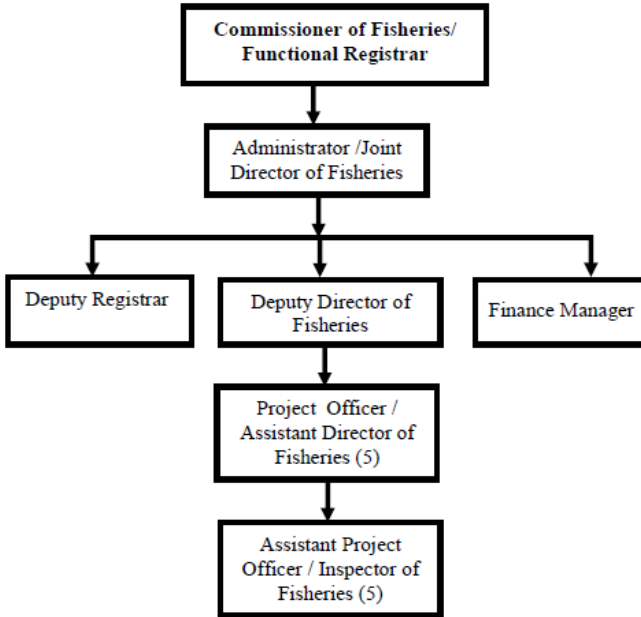 Commissioner of Fisheries/
Functional Registrar
Administrator /Joint
Director of Fisheries
Deputy Registrar
Deputy Director of
Fisheries
Finance Manager
Project Officer /
Assistant Director of
Fisheries (5)
Assistant Project
Officer / Inspector of
Fisheries (5)